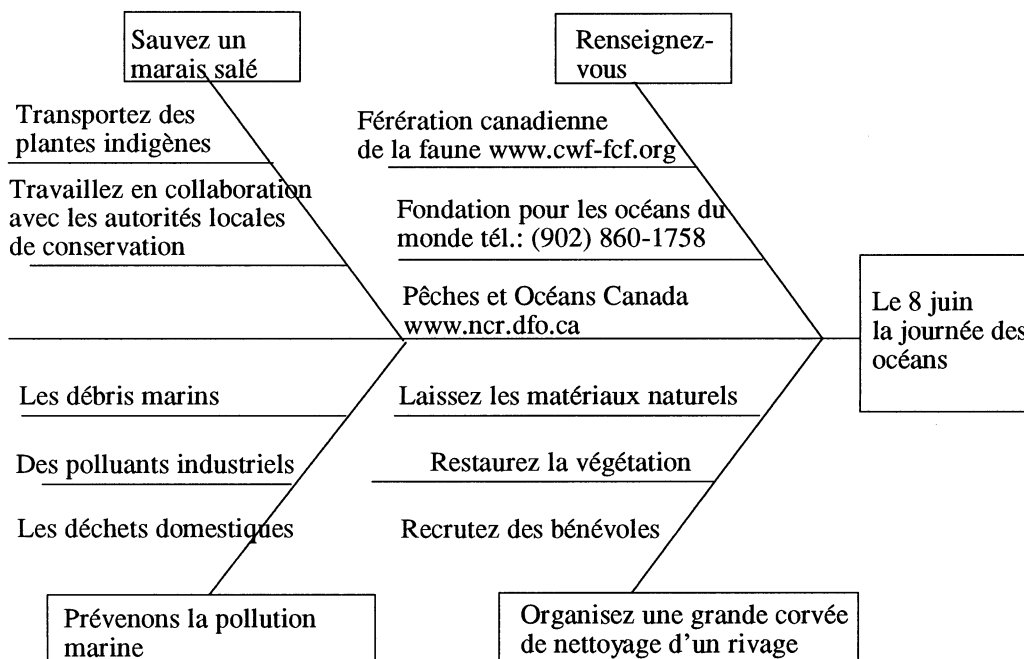 Sauvez un
marais salé
Renseignez-
vous
Transportez des
plantes indigènes
Travaillez en collaboration
avec les autorités locales
de conservation
Férération canadienne
de la faune www.cwf-fcf.org
Fondation pour les océans du
monde tél.: (902) 860-1758
Pêches et Océans Canada
www.ncr.dfo.ca
Le 8 juin
la journée des
océans
Les débris marins
Des polluants industriels
Les déchets domestiques
Laissez les matériaux naturels
Restaurez la végétation
Recrutez des bénévoles
Prévenons la pollution
marine
Organisez une grande corvée
de nettoyage d'un rivage